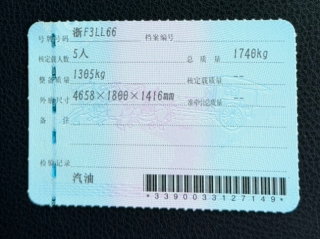 号牌号码 浙F3LL66 档案编号
核定载人数 5人 总质量 1740kg
整备质量 1305kg 核定载质量 --
外廓尺寸 4658×1800×1416mm 准牵引总质量 --
备注
检验记录
汽油
*3390033127149*